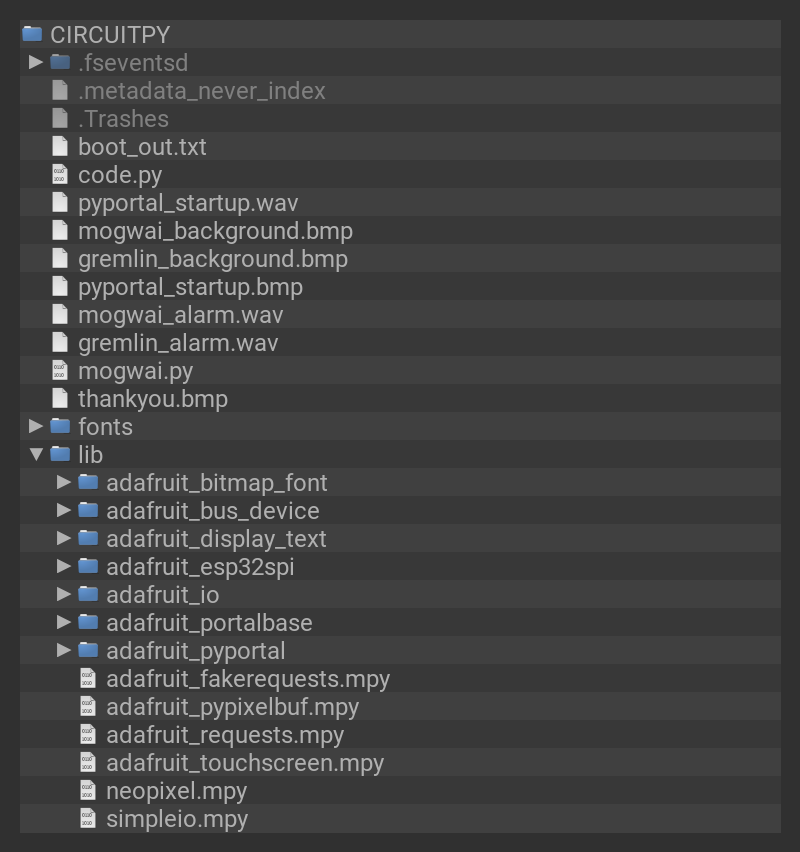 CIRCUITPY
.fseventsd
.metadata_never_index
.Trashes
boot_out.txt
code.py
pyportal_startup.wav
mogwai_background.bmp
gremlin_background.bmp
pyportal_startup.bmp
mogwai_alarm.wav
gremlin_alarm.wav
mogwai.py
thankyou.bmp
fonts
lib
adafruit_bitmap_font
adafruit_bus_device
adafruit_display_text
adafruit_esp32spi
adafruit_io
adafruit_portalbase
adafruit_pyportal
adafruit_fakerequests.mpy
adafruit_pypixelbuf.mpy
adafruit_requests.mpy
adafruit_touchscreen.mpy
neopixel.mpy
simpleio.mpy